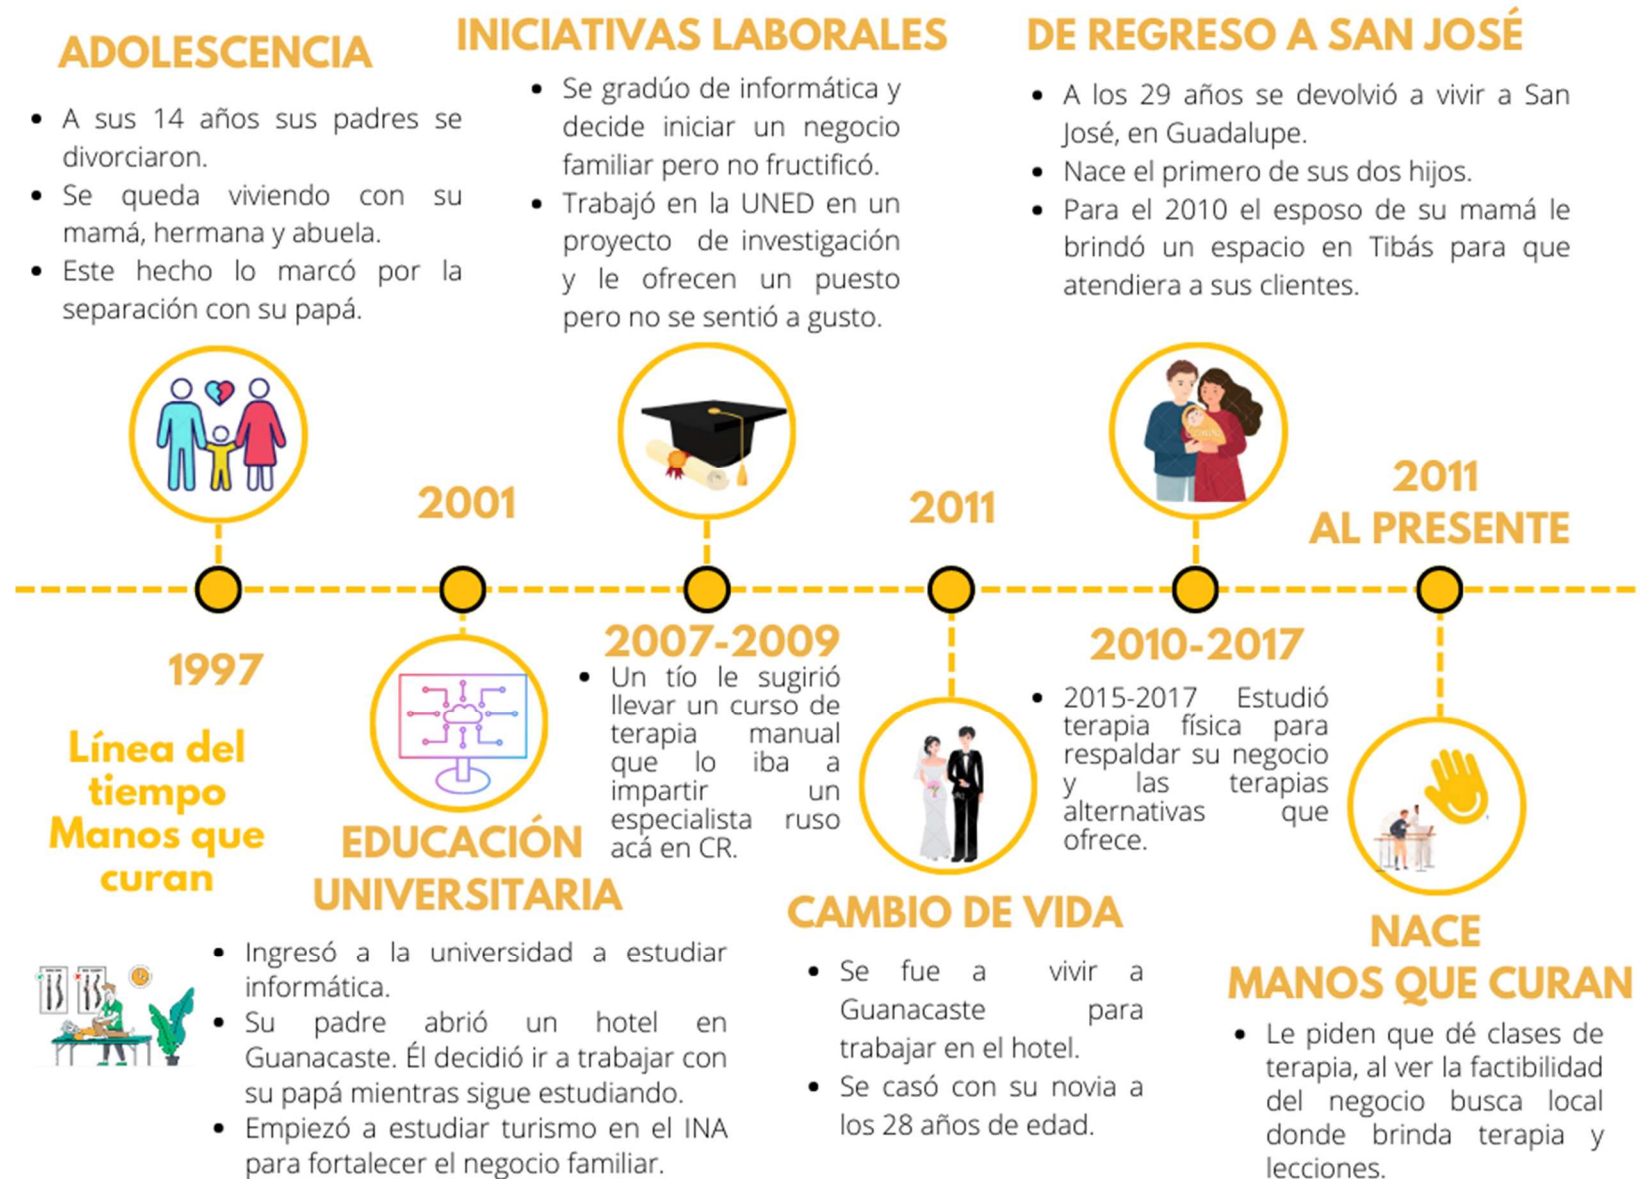 ADOLESCENCIA
• A sus 14 años sus padres se
divorciaron.
• Se queda viviendo con su
mamá, hermana y abuela.
• Este hecho lo marcó por la
separación con su papá.
INICIATIVAS LABORALES
• Se gradúo de informática y
decide iniciar un negocio
familiar pero no fructificó.
• Trabajó en la UNED en un
proyecto de investigación
y le ofrecen un puesto
pero no se sentió a gusto.
DE REGRESO A SAN JOSÉ
• A los 29 años se devolvió a vivir a San
José, en Guadalupe.
• Nace el primero de sus dos hijos.
• Para el 2010 el esposo de su mamá le
brindó un espacio en Tibás para que
atendiera a sus clientes.
2001
2011
2011
AL PRESENTE
1997
Línea del
tiempo
Manos que
curan
2007-2009
• Un tío le sugirió
llevar un curso de
terapia manual
que lo iba a
impartir un
especialista ruso
acá en CR.
2010-2017
• 2015-2017 Estudió
terapia física para
respaldar su negocio
y las terapias
alternativas que
ofrece.
EDUCACIÓN
UNIVERSITARIA
• Ingresó a la universidad a estudiar
informática.
• Su padre abrió un hotel en
Guanacaste. Él decidió ir a trabajar con
su papá mientras sigue estudiando.
• Empiezó a estudiar turismo en el INA
para fortalecer el negocio familiar.
CAMBIO DE VIDA
• Se fue a vivir a
Guanacaste para
trabajar en el hotel.
• Se casó con su novia a
los 28 años de edad.
NACE
MANOS QUE CURAN
• Le piden que dé clases de
terapia, al ver la factibilidad
del negocio busca local
donde brinda terapia y
lecciones.